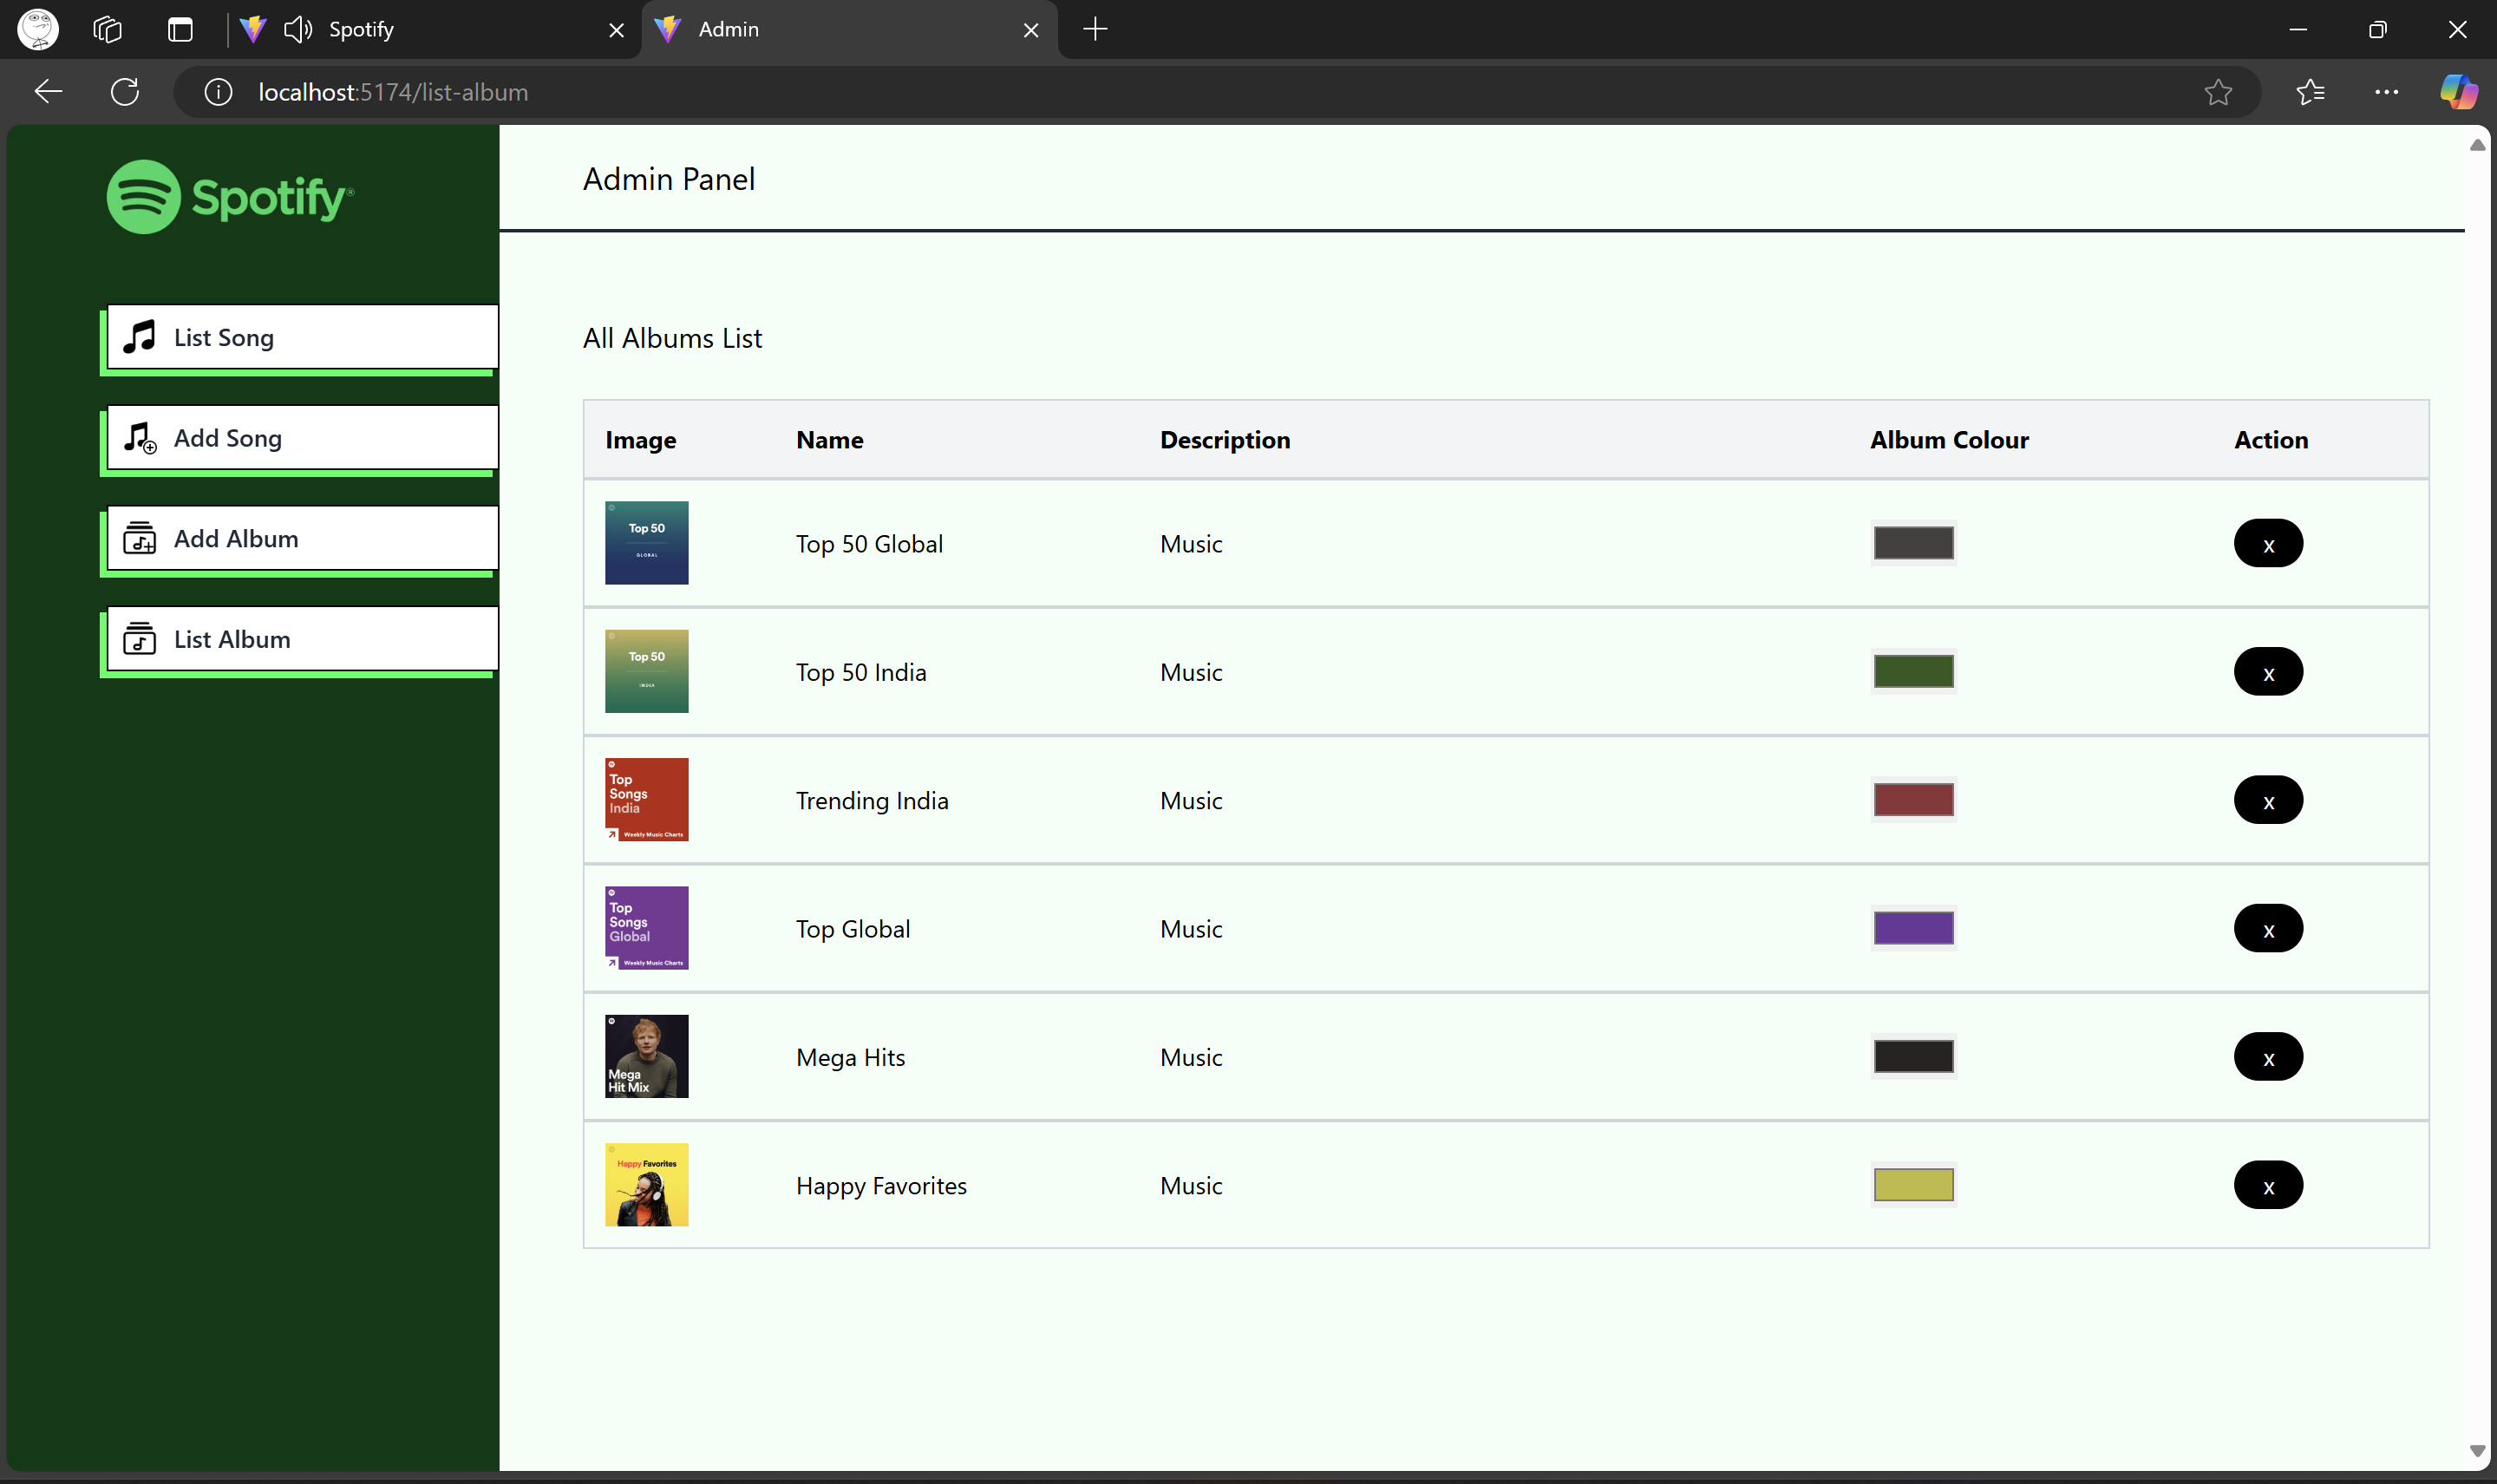 Spotify
Admin
localhost:5174/list-album
Spotify®
Admin Panel
List Song
Add Song
Add Album
List Album
All Albums List
Image Name Description Album Colour Action
Top 50
GLOBAL
Top 50 Global Music x
Top 50
INDIA
Top 50 India Music x
Top
Songs
India
Weekly Music Charts
Trending India Music x
Top
Songs
Global
Weekly Music Charts
Top Global Music x
Mega
Hit Mix
Mega Hits Music x
Happy Favorites
Happy Favorites Music x